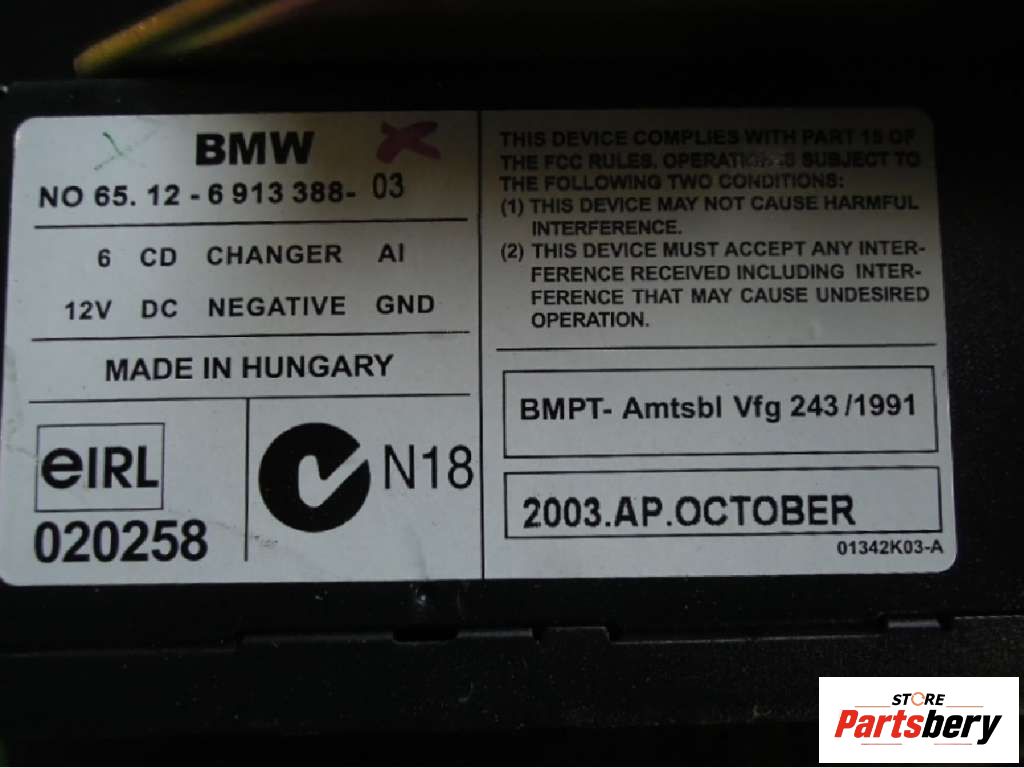 BMW
NO 65. 12 - 6 913 388- 03
6 CD CHANGER AI
12V DC NEGATIVE GND
MADE IN HUNGARY
eIRL
020258
N18
THIS DEVICE COMPLIES WITH PART 15 OF
THE FCC RULES. OPERATION IS SUBJECT TO
THE FOLLOWING TWO CONDITIONS:
(1) THIS DEVICE MAY NOT CAUSE HARMFUL
INTERFERENCE.
(2) THIS DEVICE MUST ACCEPT ANY INTER-
FERENCE RECEIVED INCLUDING INTER-
FERENCE THAT MAY CAUSE UNDESIRED
OPERATION.
BMPT- Amtsbl Vfg 243/1991
2003.AP.OCTOBER
01342K03-A
STORE
Partsbery